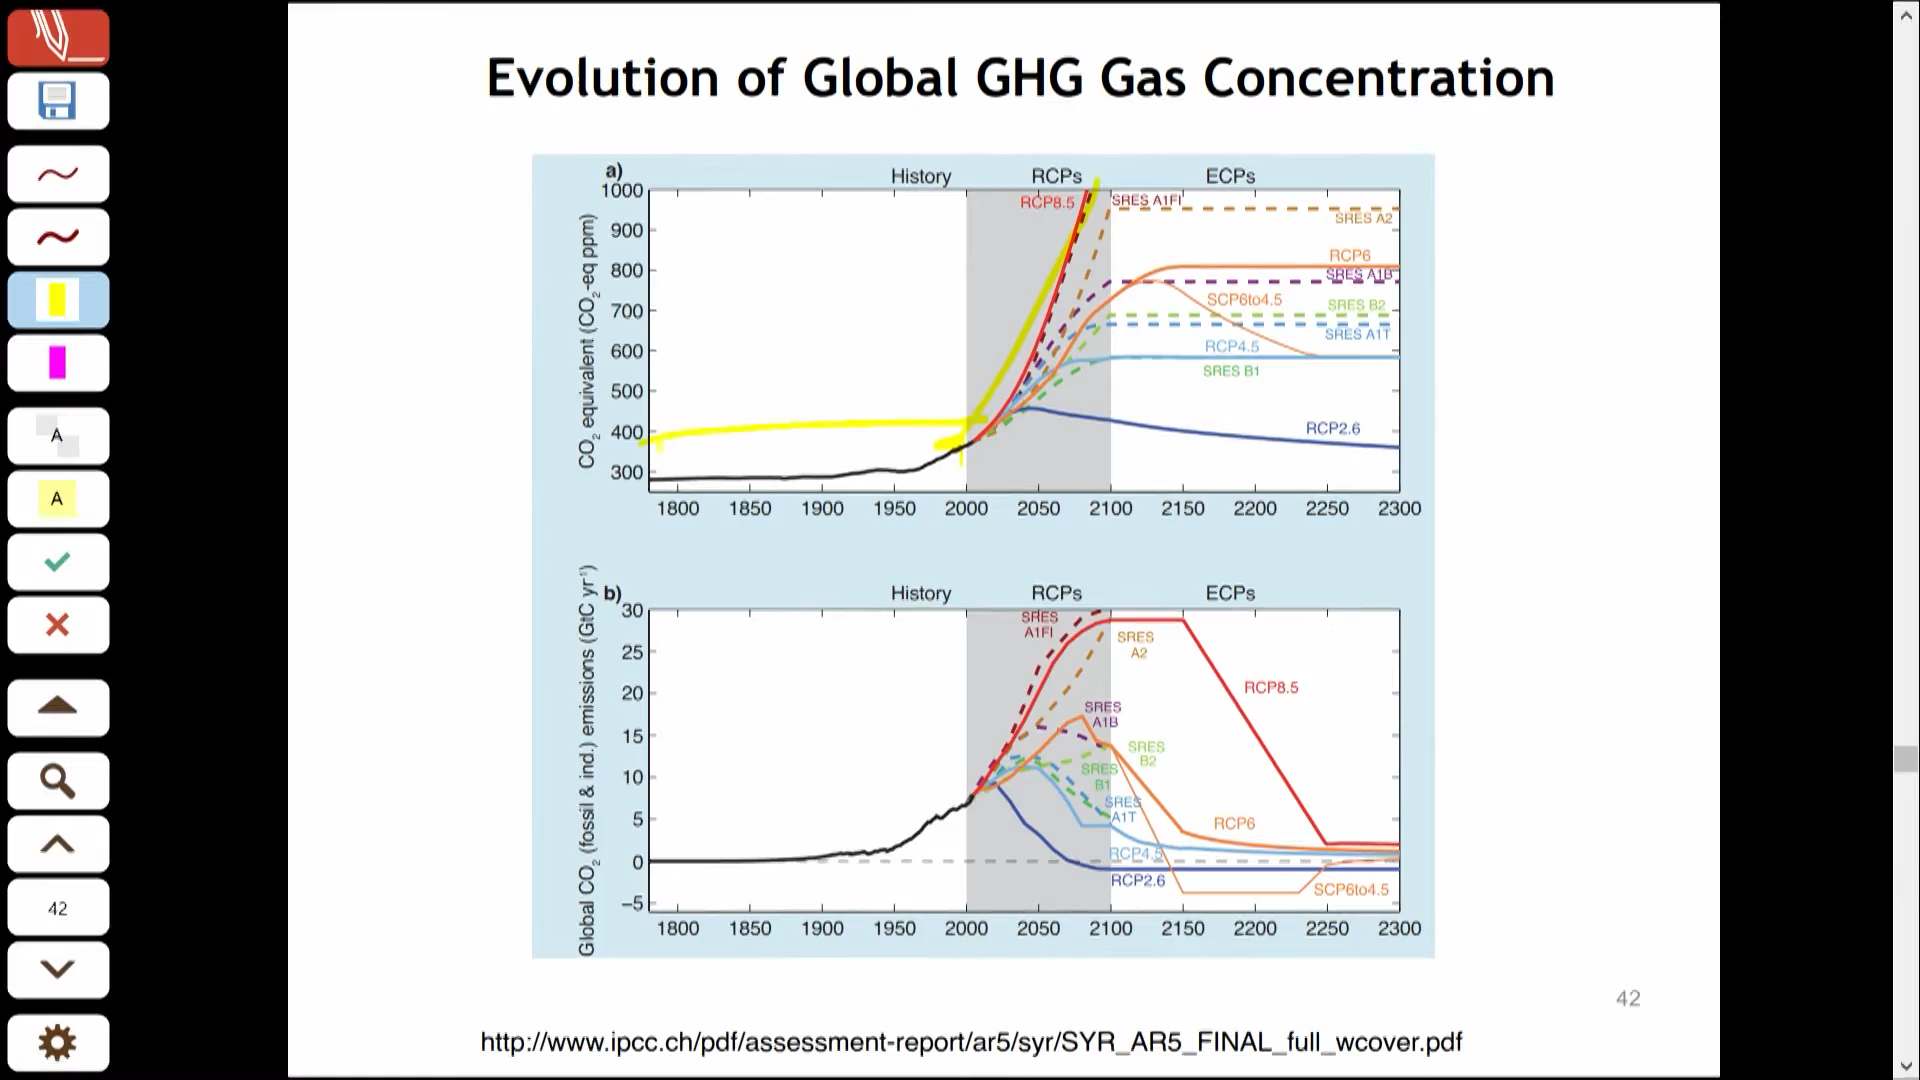 Evolution of Global GHG Gas Concentration
a)
History RCPs ECPs
CO2 equivalent (CO2-eq ppm)
1000
900
800
700
600
500
400
300
RCP8.5
SRES A1FI
SRES A2
RCP6
SRES A1B
SCP6to4.5
SRES B2
SRES A1T
RCP4.5
SRES B1
RCP2.6
1800 1850 1900 1950 2000 2050 2100 2150 2200 2250 2300
b)
History RCPs ECPs
Global CO2 (fossil & ind.) emissions (GtC yr-1)
30
25
20
15
10
5
0
–5
SRES
A1FI
SRES
A2
RCP8.5
SRES
A1B
SRES
B2
SRES
B1
SRES
A1T
RCP6
RCP4.5
RCP2.6
SCP6to4.5
1800 1850 1900 1950 2000 2050 2100 2150 2200 2250 2300
42
http://www.ipcc.ch/pdf/assessment-report/ar5/syr/SYR_AR5_FINAL_full_wcover.pdf
A
A
42